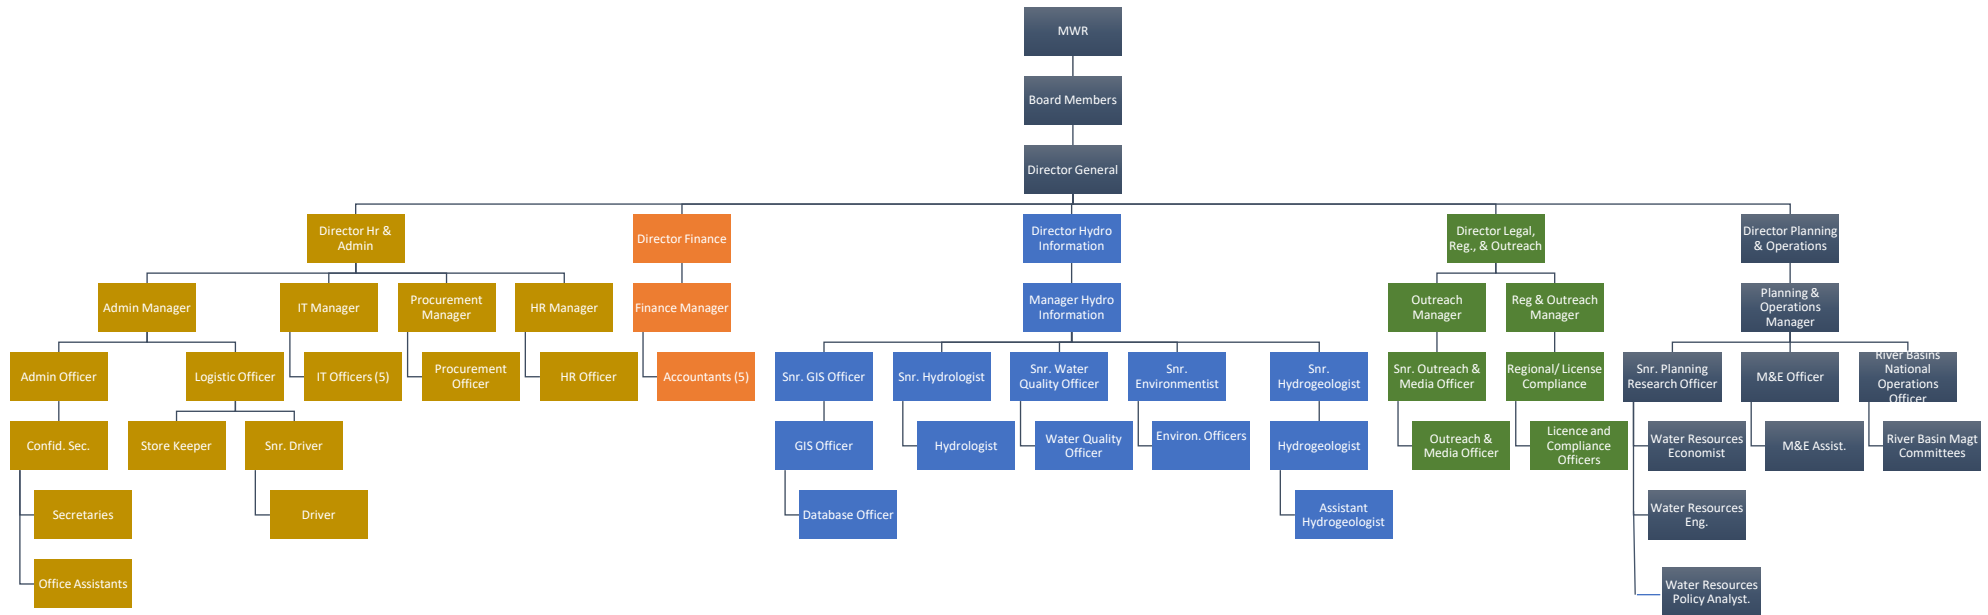 MWR
Board Members
Director General
Director Hr &
Admin
Director Finance
Director Hydro
Information
Director Legal,
Reg., & Outreach
Director Planning
& Operations
Admin Manager
IT Manager
Procurement
Manager
HR Manager
Finance Manager
Manager Hydro
Information
Outreach
Manager
Reg & Outreach
Manager
Planning &
Operations
Manager
Admin Officer
Logistic Officer
IT Officers (5)
Procurement
Officer
HR Officer
Accountants (5)
Snr. GIS Officer
Snr. Hydrologist
Snr. Water
Quality Officer
Snr.
Environmentist
Snr.
Hydrogeologist
Snr. Outreach &
Media Officer
Regional/ License
Compliance
Snr. Planning
Research Officer
M&E Officer
River Basins
National
Operations
Officer
Confid. Sec.
Store Keeper
Snr. Driver
GIS Officer
Hydrologist
Water Quality
Officer
Environ. Officers
Hydrogeologist
Outreach &
Media Officer
Licence and
Compliance
Officers
Water Resources
Economist
M&E Assist.
River Basin Magt
Committees
Secretaries
Driver
Database Officer
Assistant
Hydrogeologist
Water Resources
Eng.
Office Assistants
Water Resources
Policy Analyst.